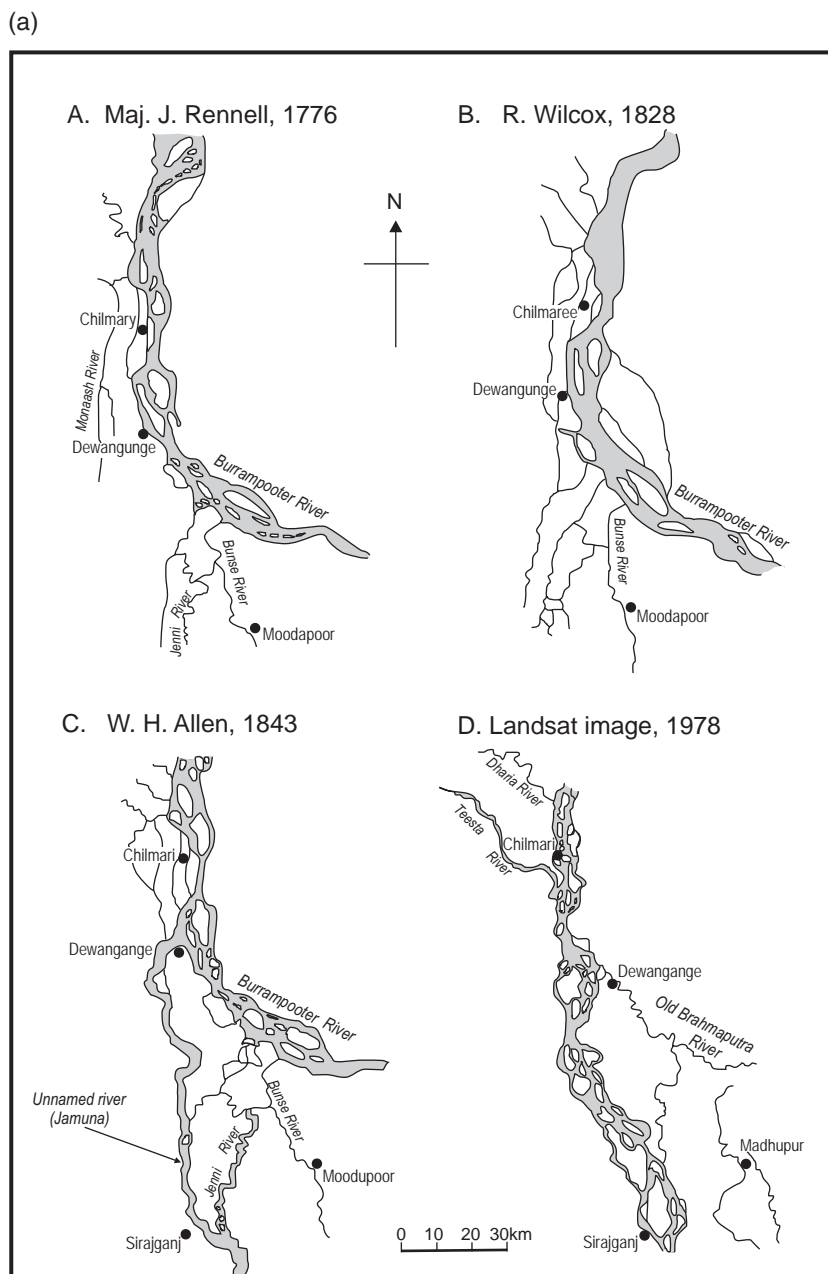 (a)
A. Maj. J. Rennell, 1776
Chilmary
Monaash River
Dewangunge
Burrampooter River
Jenni River
Bunse River
Moodapoor
N
B. R. Wilcox, 1828
Chilmaree
Dewangunge
Burrampooter River
Bunse River
Moodapoor
C. W. H. Allen, 1843
Chilmari
Dewangange
Burrampooter River
Unnamed river
(Jamuna)
Jenni River
Bunse River
Moodupoor
Sirajganj
0 10 20 30km
D. Landsat image, 1978
Dharia River
Teesta
River
Chilmari
Dewangange
Old Brahmaputra
River
Madhupur
Sirajganj